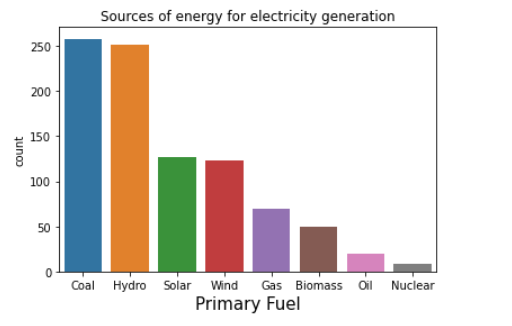 Sources of energy for electricity generation
count
250
200
150
100
50
0
Coal Hydro Solar Wind Gas Biomass Oil Nuclear
Primary Fuel